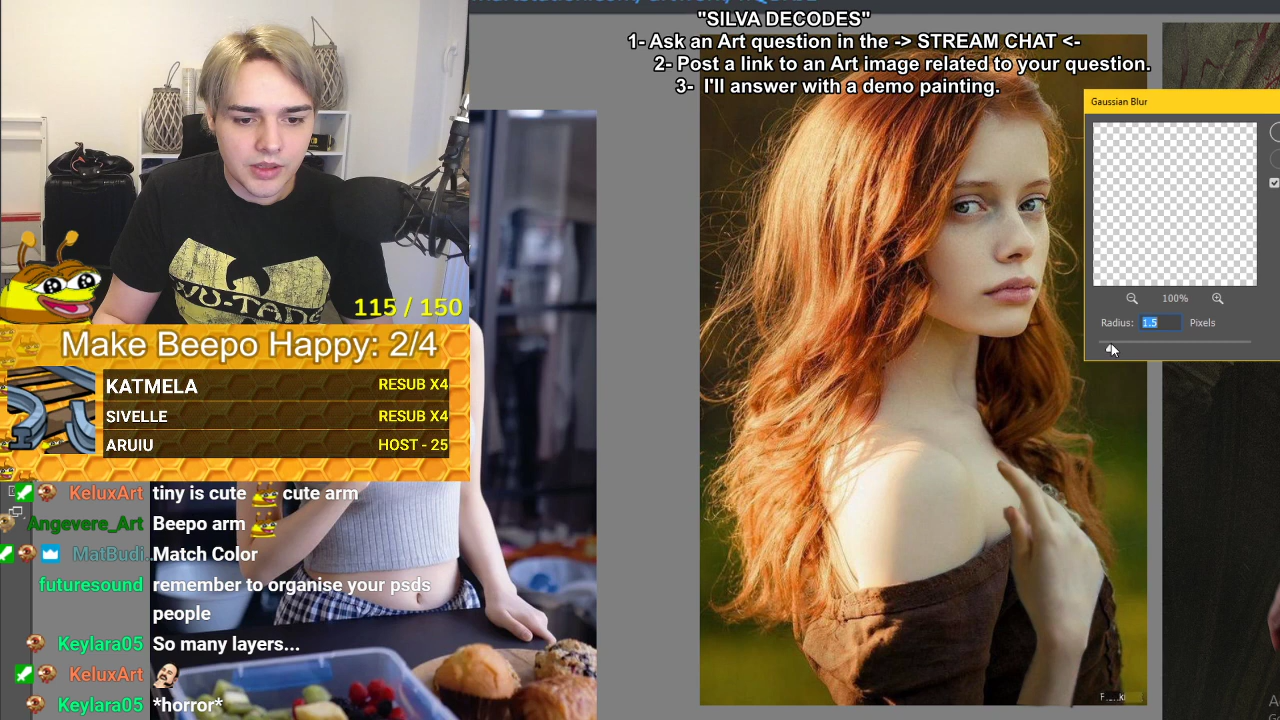 "SILVA DECODES"
1- Ask an Art question in the -> STREAM CHAT <-
2- Post a link to an Art image related to your question.
3- I'll answer with a demo painting.
Gaussian Blur
100%
Radius: 1.5 Pixels
115 / 150
Make Beepo Happy: 2/4
KATMELA RESUB X4
SIVELLE RESUB X4
ARUIU HOST - 25
KeluxArt tiny is cute cute arm
Angevere_Art Beepo arm
MatBudi... Match Color
futuresound remember to organise your psds
people
Keylara05 So many layers...
KeluxArt
Keylara05 *horror*